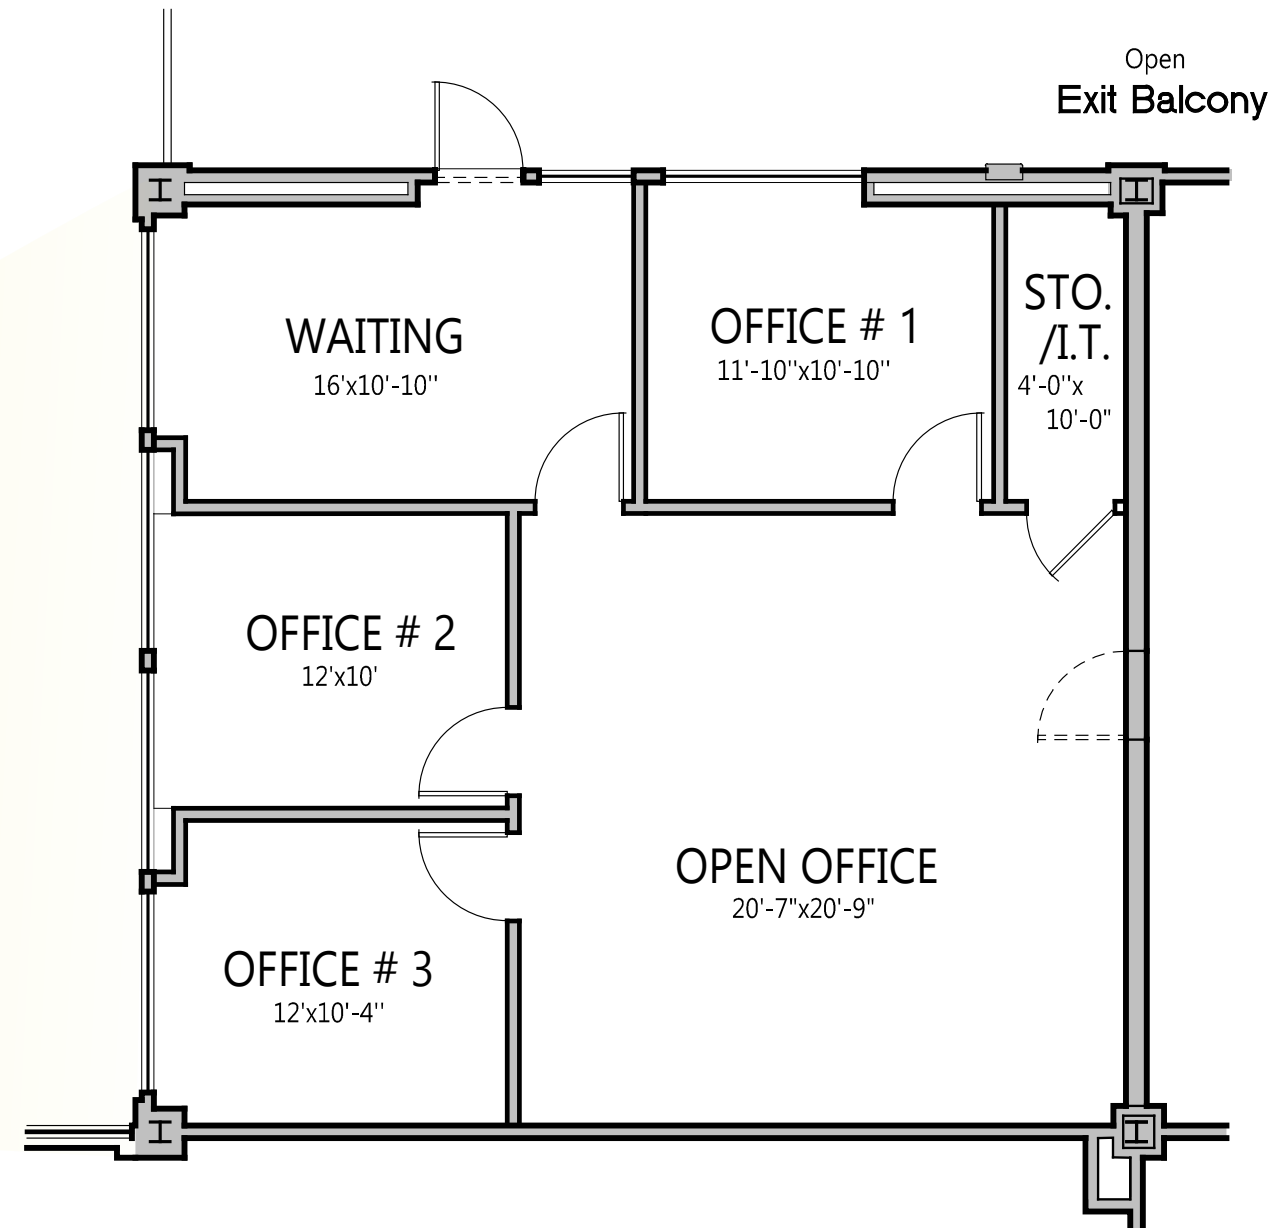 Open
Exit Balcony
WAITING
16'x10'-10"
OFFICE # 1
11'-10"x10'-10"
STO.
/I.T.
4'-0"x
10'-0"
OFFICE # 2
12'x10'
OPEN OFFICE
20'-7"x20'-9"
OFFICE # 3
12'x10'-4"